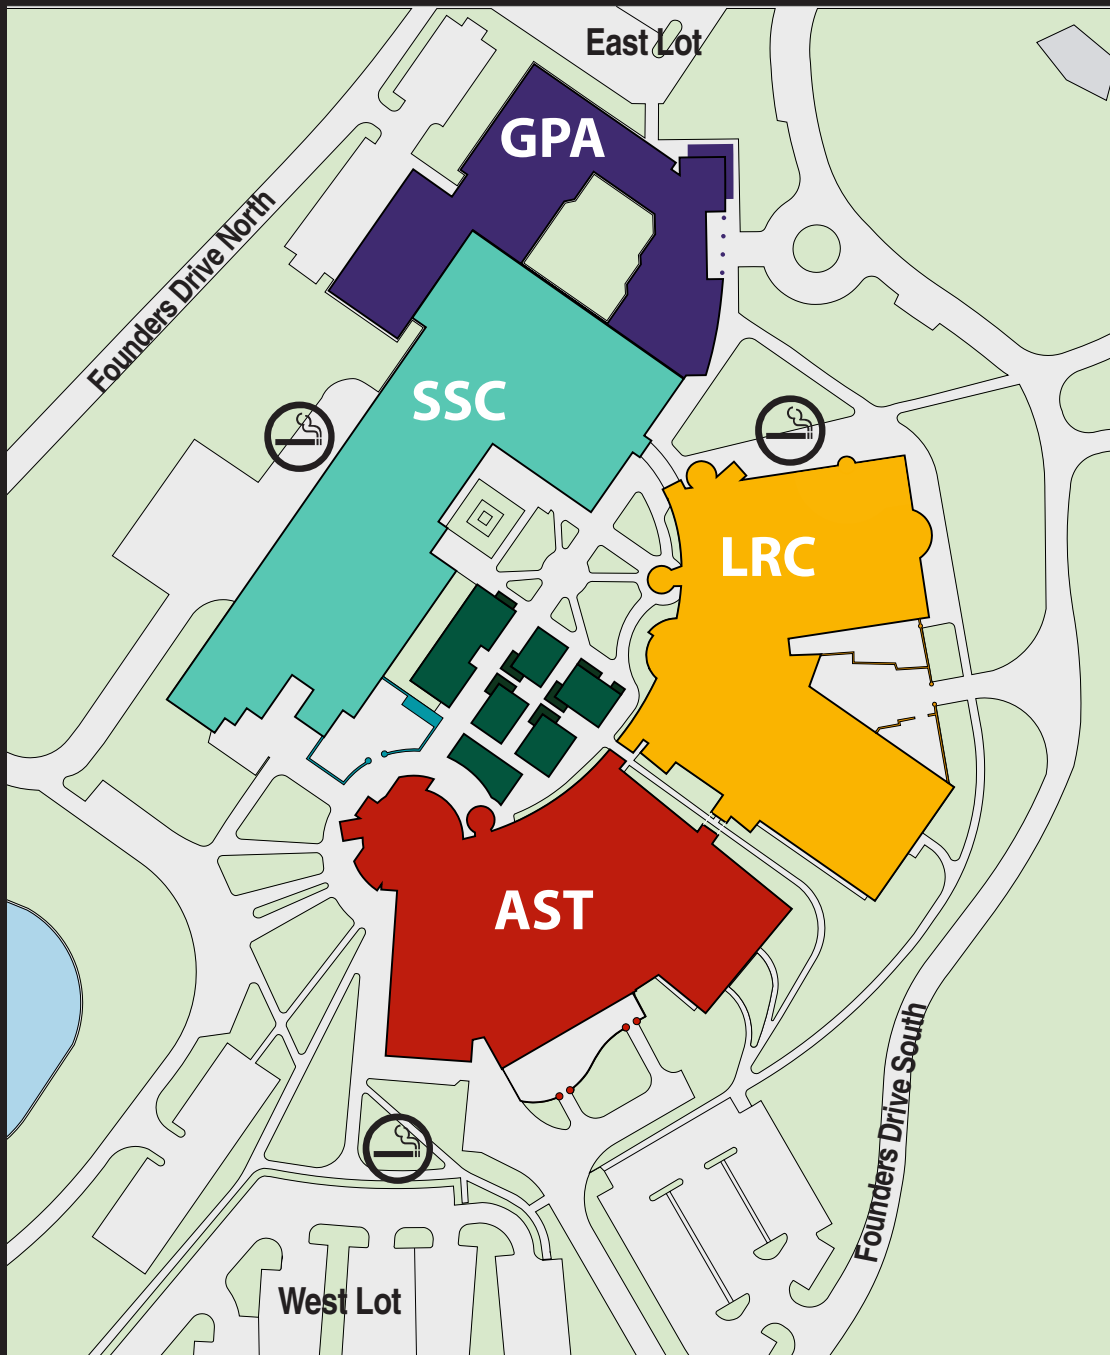 East Lot
GPA
Founders Drive North
SSC
LRC
AST
Founders Drive South
West Lot